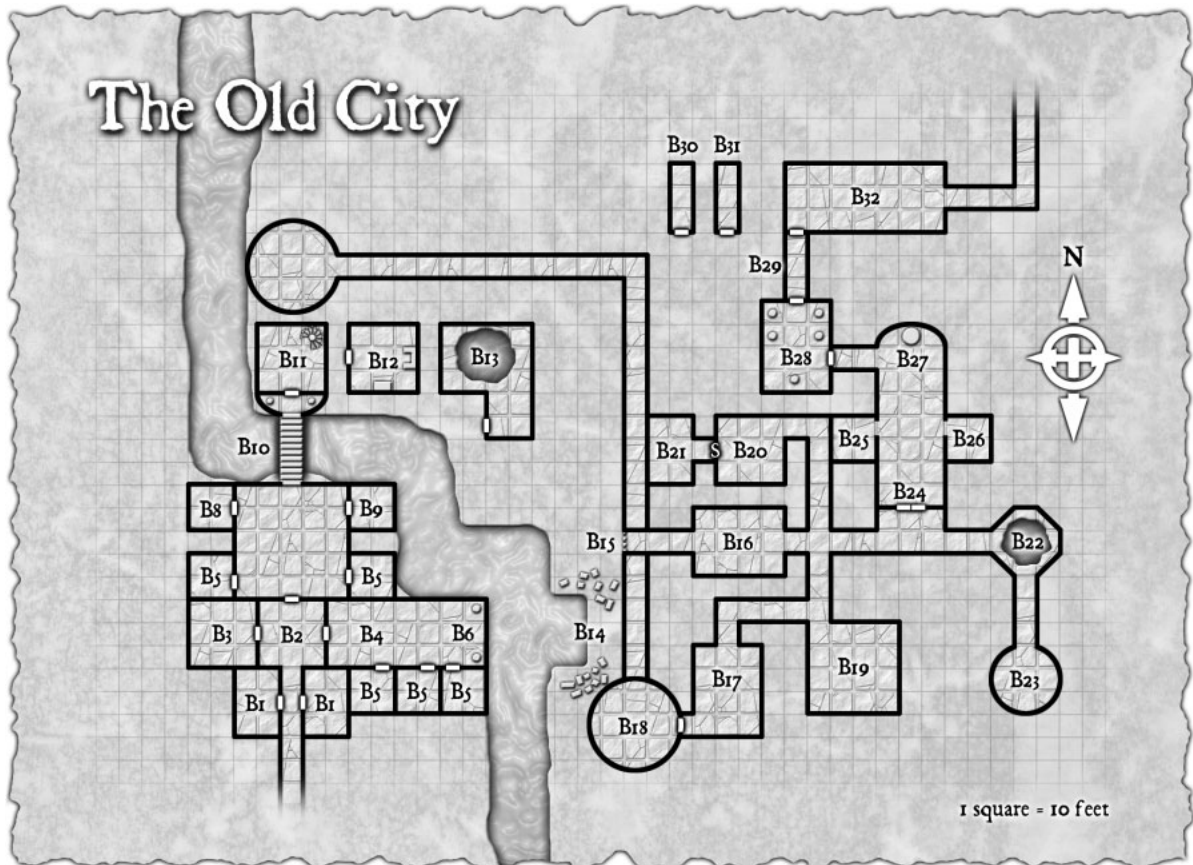 The Old City
B30 B31
B32
B29
N
B11 B12 B13 B28 B27
B10 B21 S B20 B25 B26
B24
B8 B9
B15 B16 B22
B5 B5
B3 B2 B4 B6 B14
B17 B19 B23
B1 B1 B5 B5 B5
B18
1 square = 10 feet